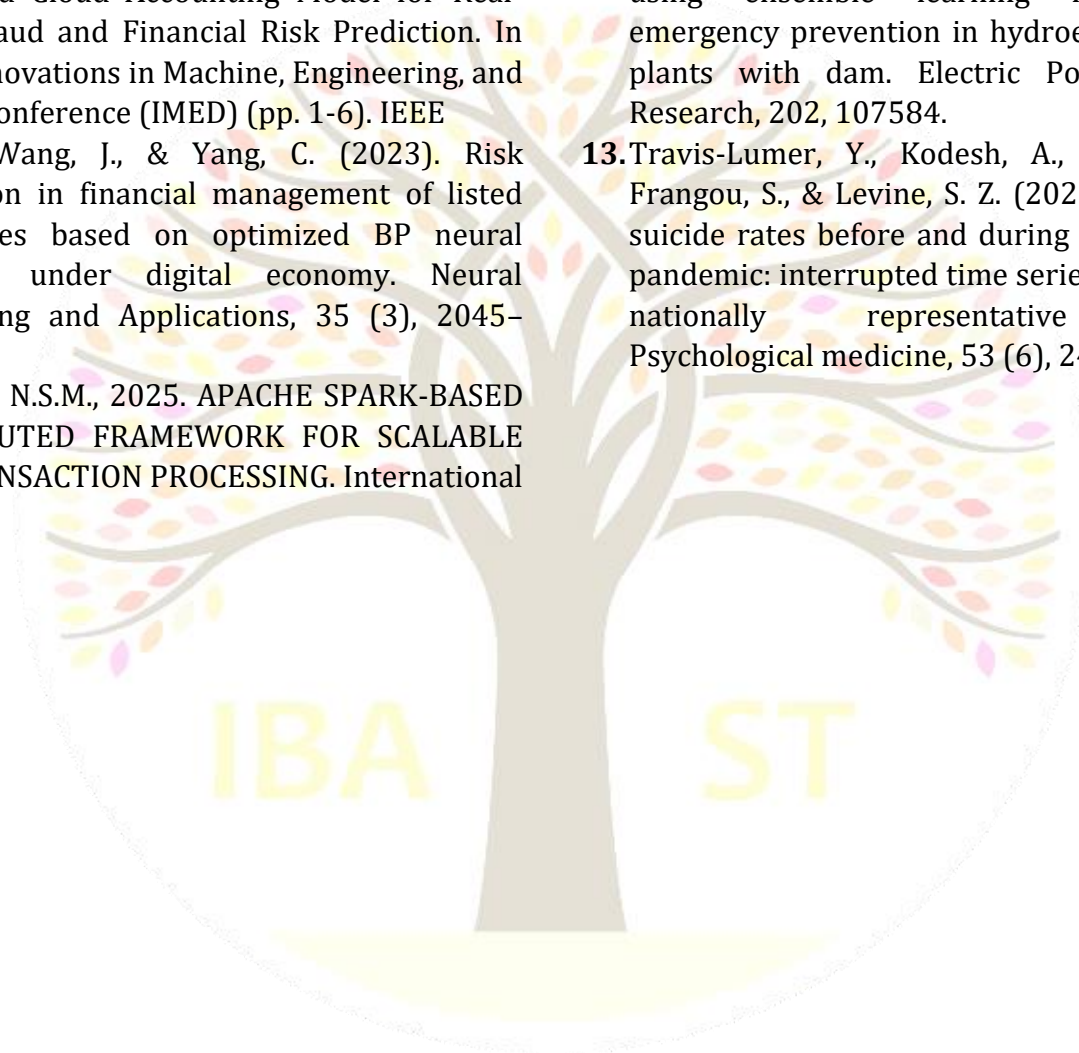 d Cloud Accounting Model for Real
aud and Financial Risk Prediction. In
novations in Machine, Engineering, and
onference (IMED) (pp. 1-6). IEEE
Wang, J., & Yang, C. (2023). Risk
on in financial management of listed
es based on optimized BP neural
under digital economy. Neural
ng and Applications, 35 (3), 2045–
N.S.M., 2025. APACHE SPARK-BASED
UTED FRAMEWORK FOR SCALABLE
NSACTION PROCESSING. International
using ensemble learning
emergency prevention in hydroe
plants with dam. Electric Po
Research, 202, 107584.
13. Travis-Lumer, Y., Kodesh, A.,
Frangou, S., & Levine, S. Z. (202
suicide rates before and during
pandemic: interrupted time serie
nationally representative
Psychological medicine, 53 (6), 24
IBA ST